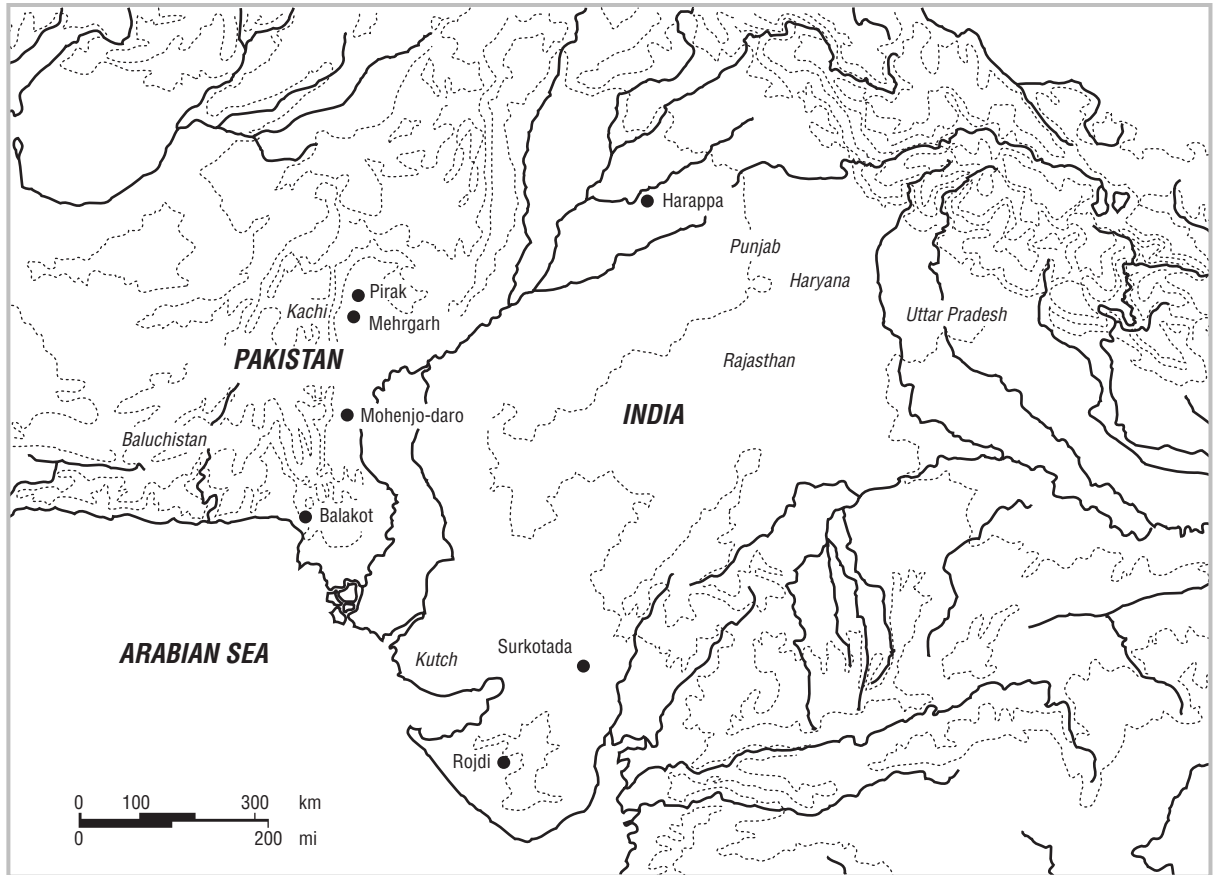 Harappa
Punjab
Haryana
Pirak
Kachi
Mehrgarh
Uttar Pradesh
PAKISTAN
Rajasthan
Mohenjo-daro
INDIA
Baluchistan
Balakot
ARABIAN SEA
Surkotada
Kutch
Rojdi
0 100 300 km
0 200 mi